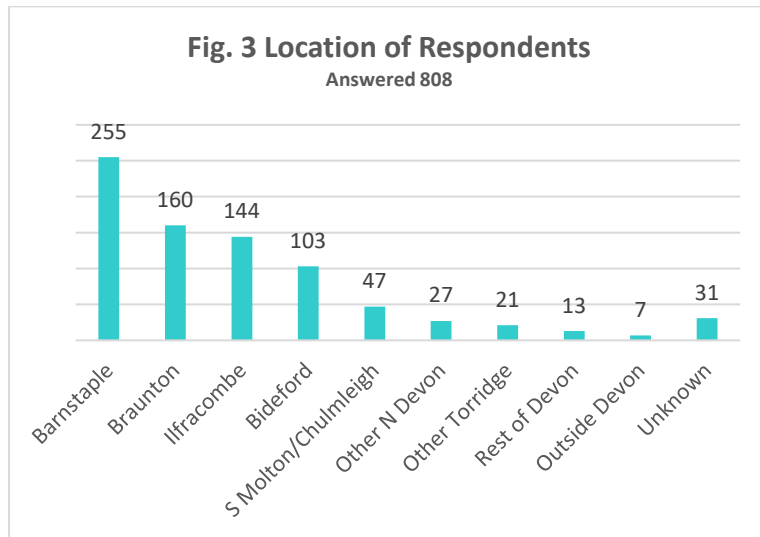 Fig. 3 Location of Respondents
Answered 808
255
160
144
103
47
27
21
13
7
31
Barnstaple
Braunton
Ilfracombe
Bideford
S Molton/Chulmleigh
Other N Devon
Other Torridge
Rest of Devon
Outside Devon
Unknown